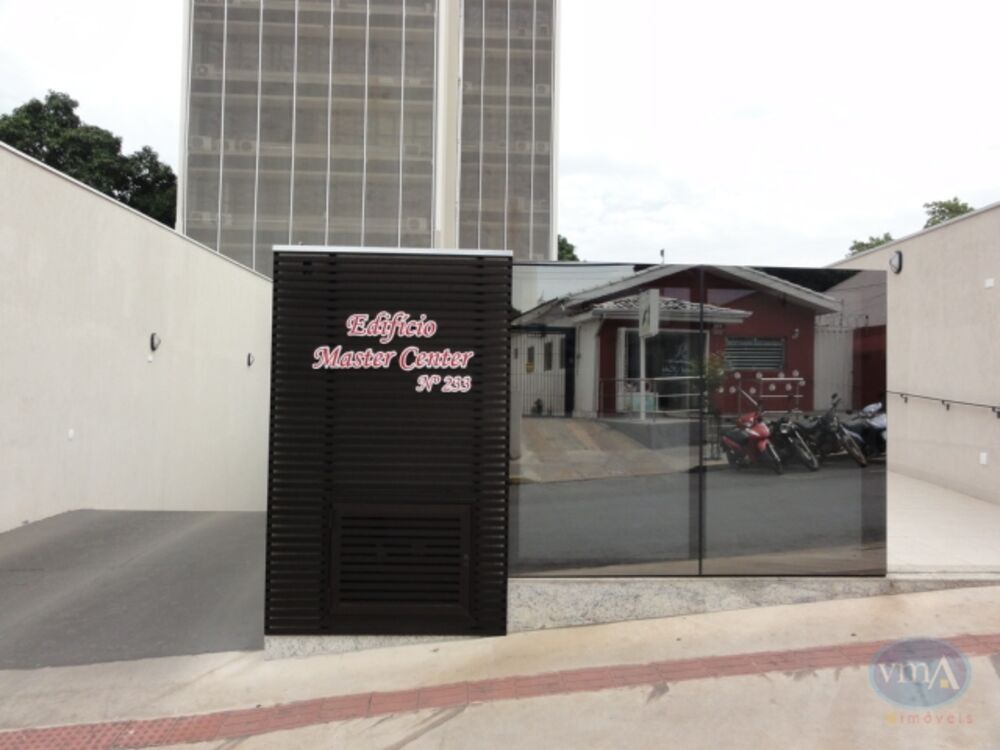 Edifício
Master Center
Nº 233
vmA
imóveis